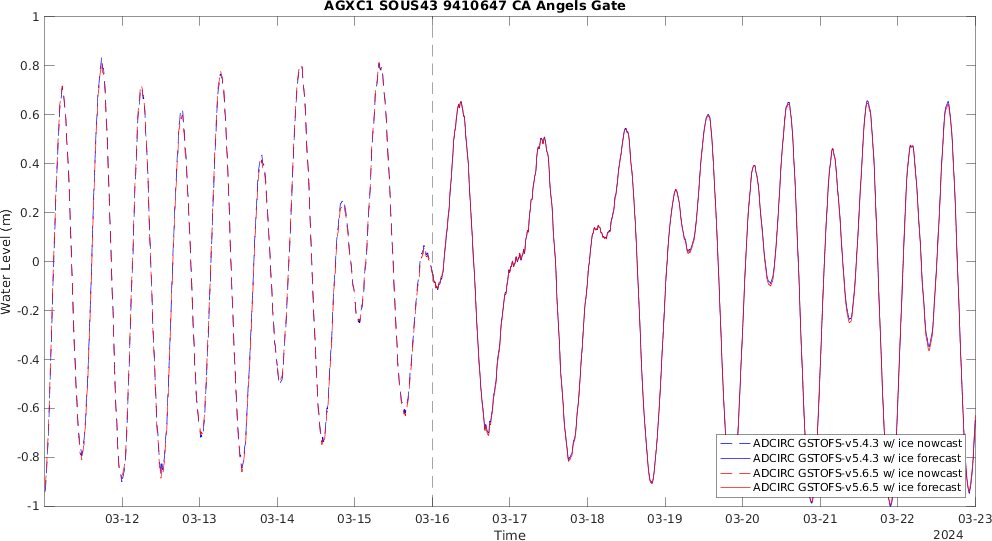 AGXC1 SOUS43 9410647 CA Angels Gate
Water Level (m)
1
0.8
0.6
0.4
0.2
0
-0.2
-0.4
-0.6
-0.8
-1
ADCIRC GSTOFS-v5.4.3 w/ ice nowcast
ADCIRC GSTOFS-v5.4.3 w/ ice forecast
ADCIRC GSTOFS-v5.6.5 w/ ice nowcast
ADCIRC GSTOFS-v5.6.5 w/ ice forecast
03-12 03-13 03-14 03-15 03-16 03-17 03-18 03-19 03-20 03-21 03-22 03-23
Time
2024